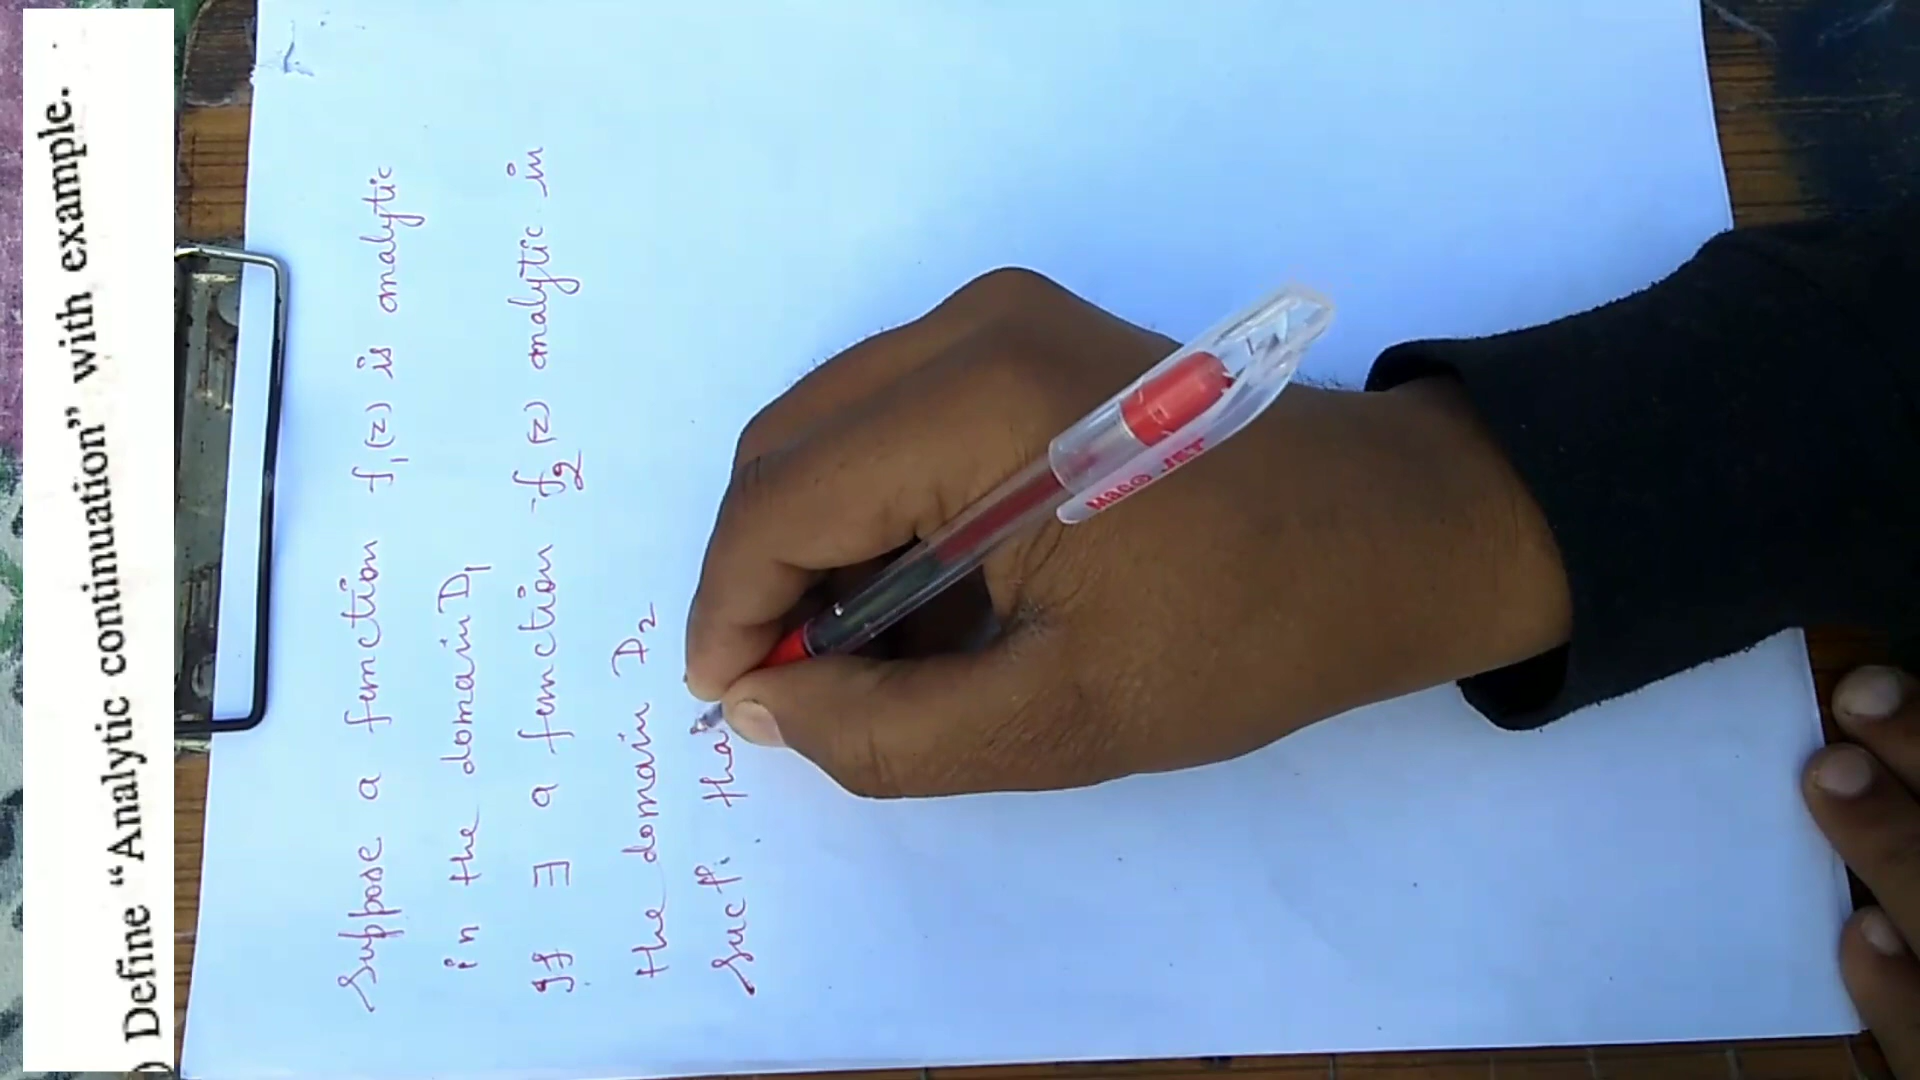 ) Define “Analytic continuation” with example.
Suppose a function f₁(z) is analytic
in the domain D₁
If ∃ a function f₂(z) analytic in
the domain D₂
such tha
Maco JET